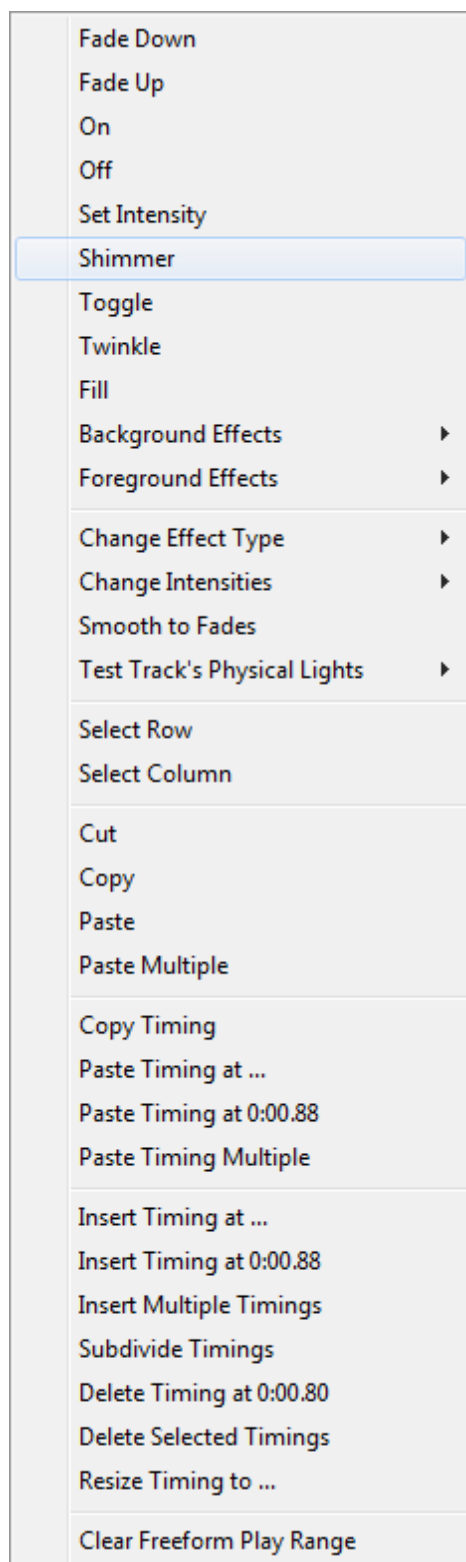 Fade Down
Fade Up
On
Off
Set Intensity
Shimmer
Toggle
Twinkle
Fill
Background Effects
Foreground Effects
Change Effect Type
Change Intensities
Smooth to Fades
Test Track's Physical Lights
Select Row
Select Column
Cut
Copy
Paste
Paste Multiple
Copy Timing
Paste Timing at ...
Paste Timing at 0:00.88
Paste Timing Multiple
Insert Timing at ...
Insert Timing at 0:00.88
Insert Multiple Timings
Subdivide Timings
Delete Timing at 0:00.80
Delete Selected Timings
Resize Timing to ...
Clear Freeform Play Range